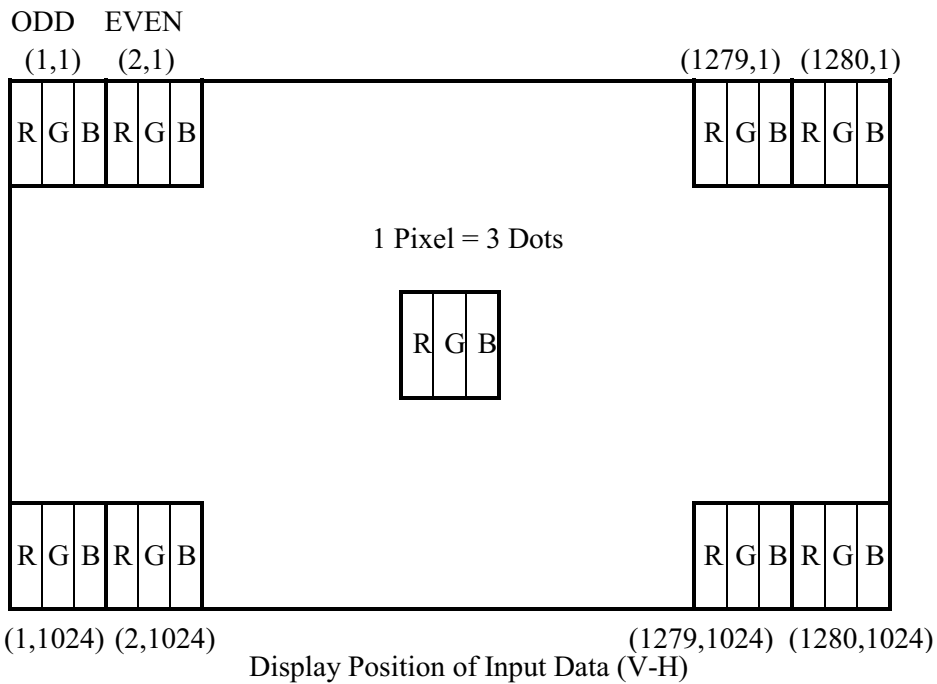 ODD EVEN
(1,1) (2,1) (1279,1) (1280,1)
R G B R G B R G B R G B
1 Pixel = 3 Dots
R G B
R G B R G B R G B R G B
(1,1024) (2,1024) (1279,1024) (1280,1024)
Display Position of Input Data (V-H)